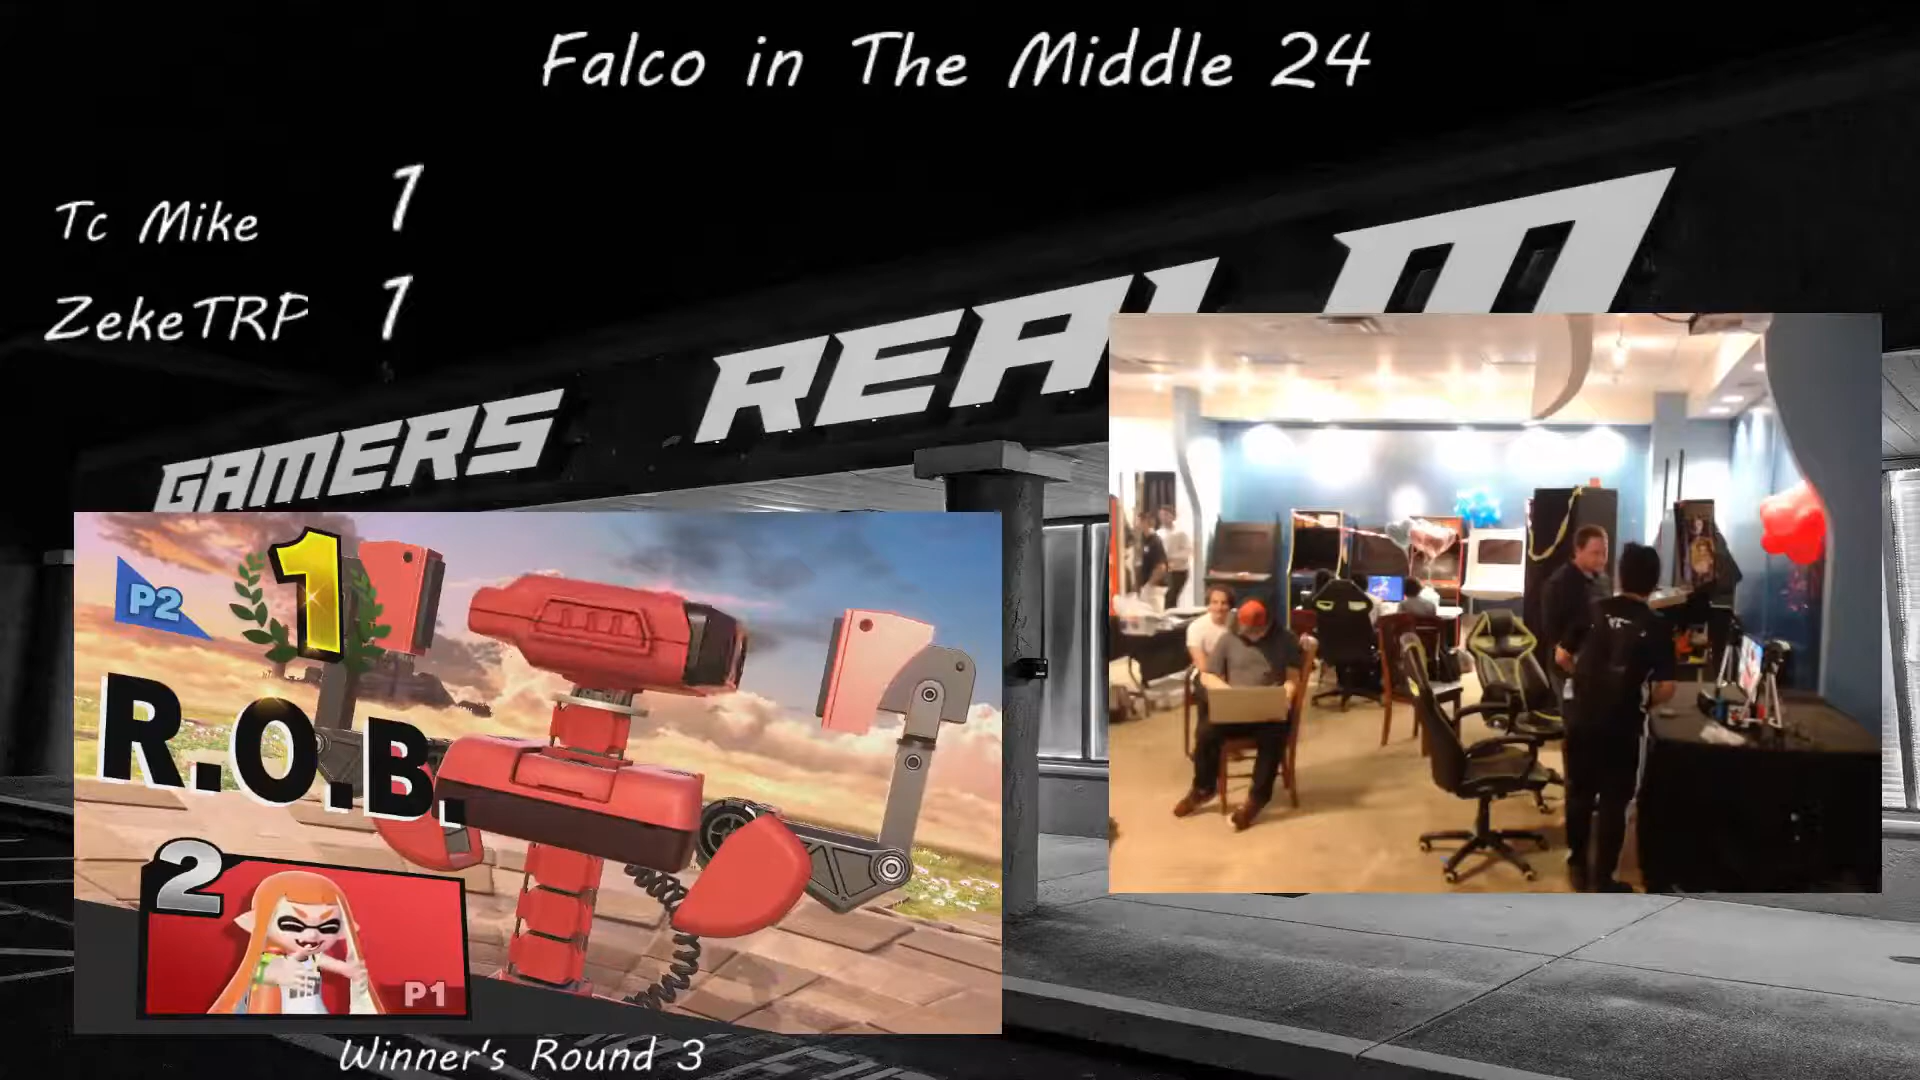 Falco in The Middle 24
Tc Mike 1
ZekeTRP 1
GAMERS REALM
P2
1
R.O.B.
2
P1
Winner's Round 3